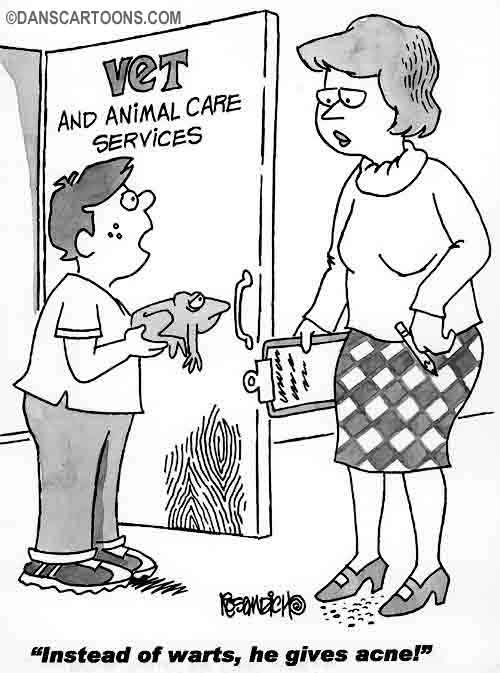 ©DANSCARTOONS.COM
VET
AND ANIMAL CARE
SERVICES
"Instead of warts, he gives acne!"